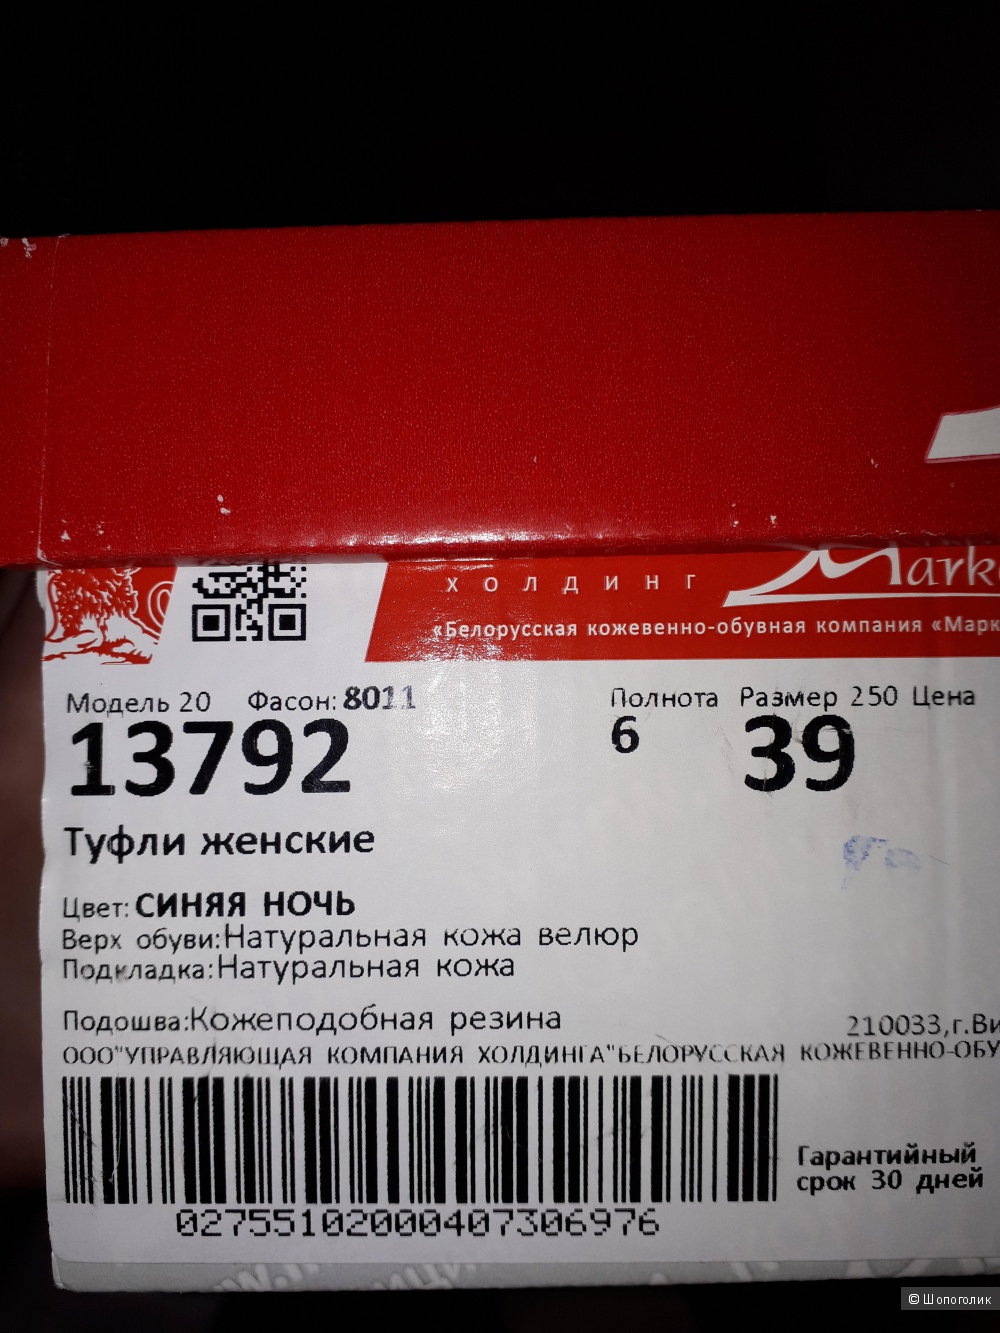 ХОЛДИНГ
Marko
«Белорусская кожевенно-обувная компания «Марк
Модель 20 Фасон: 8011 Полнота Размер 250 Цена
13792 6 39
Туфли женские
Цвет: СИНЯЯ НОЧЬ
Верх обуви:Натуральная кожа велюр
Подкладка:Натуральная кожа
Подошва:Кожеподобная резина
210033,г.Ви
ООО"УПРАВЛЯЮЩАЯ КОМПАНИЯ ХОЛДИНГА"БЕЛОРУССКАЯ КОЖЕВЕННО-ОБУ
Гарантийный
срок 30 дней
02755102000407306976
© Шопоголик